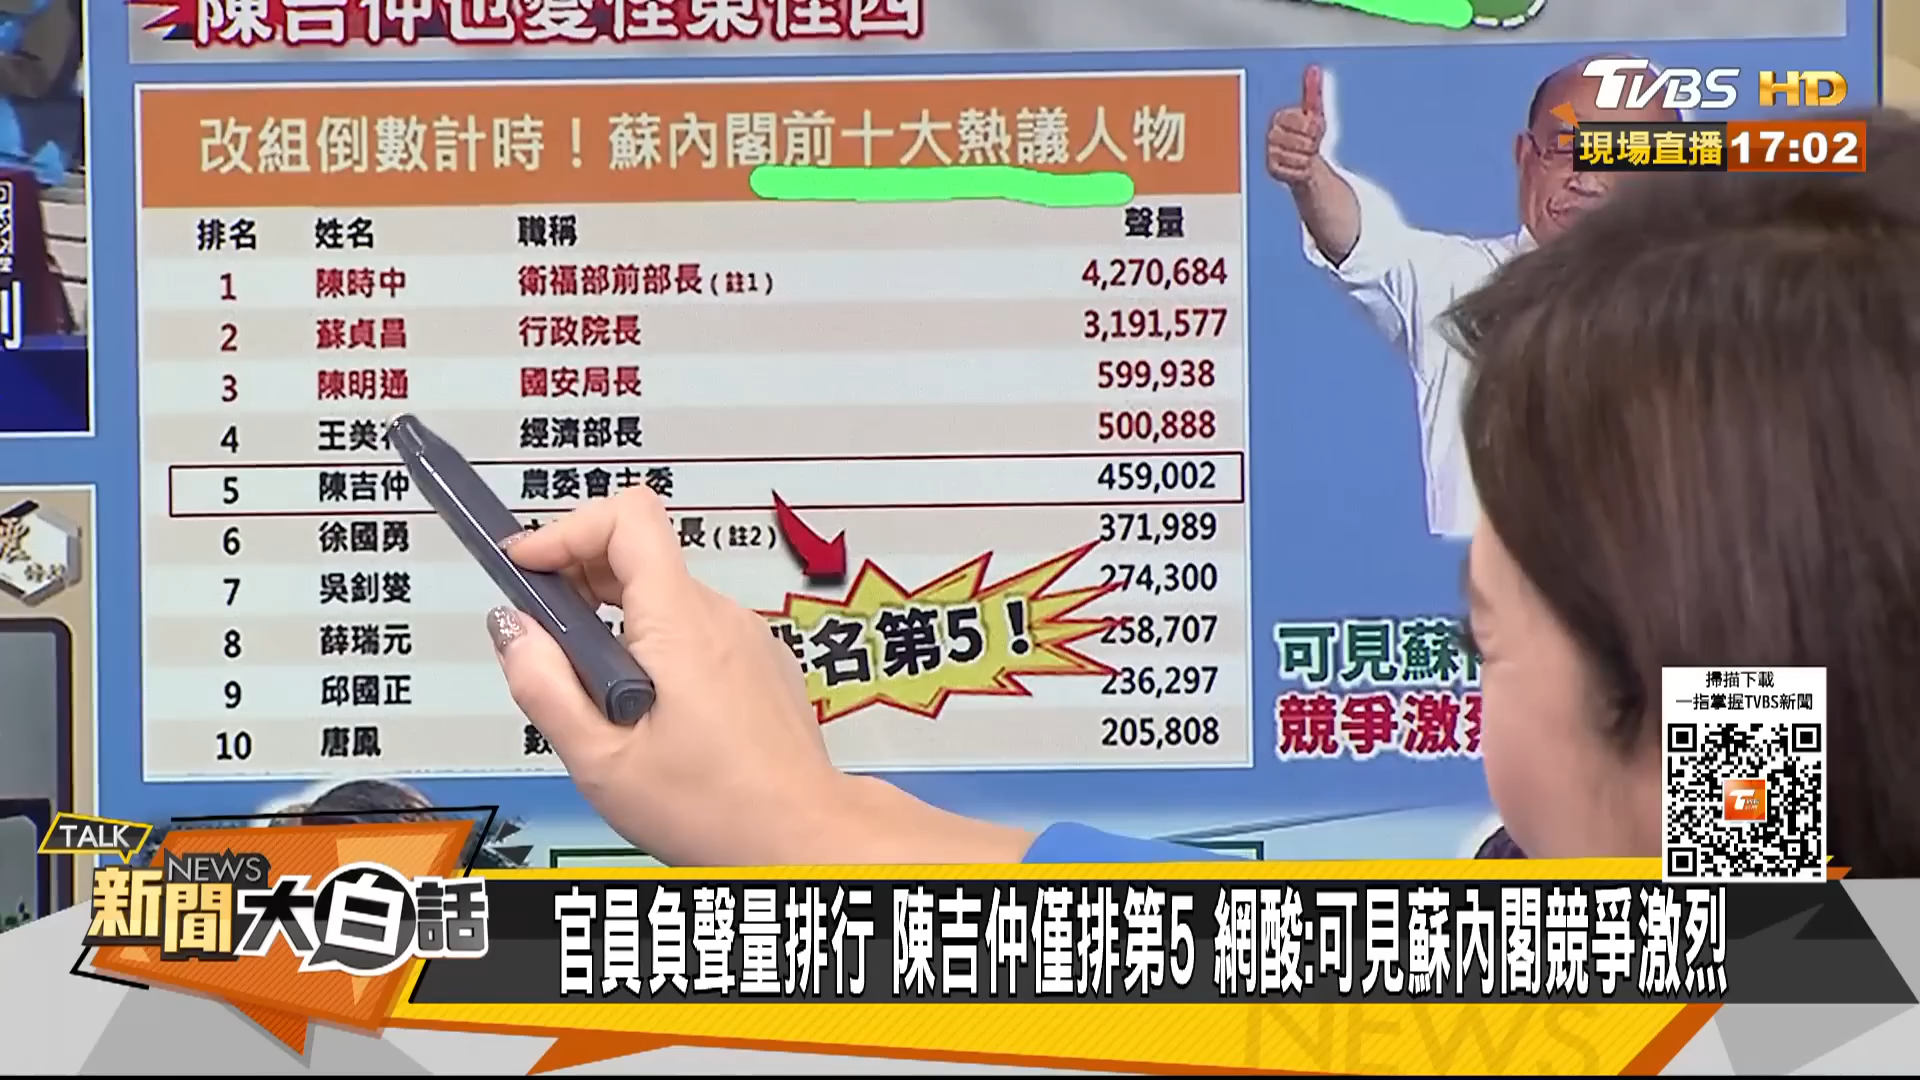 陳吉仲也愛怪東怪西
TVBS HD
現場直播 17:02
改組倒數計時！蘇內閣前十大熱議人物
排名 姓名 職稱 聲量
1 陳時中 衛福部前部長(註1) 4,270,684
2 蘇貞昌 行政院長 3,191,577
3 陳明通 國安局長 599,938
4 王美 經濟部長 500,888
5 陳吉仲 農委會主委 459,002
6 徐國勇 長(註2) 371,989
7 吳釗燮 274,300
8 薛瑞元 258,707
9 邱國正 236,297
10 唐鳳 數 205,808
排名第5！
可見蘇
競爭激烈
掃描下載
一指掌握TVBS新聞
TALK
NEWS
新聞大白話
官員負聲量排行 陳吉仲僅排第5 網酸:可見蘇內閣競爭激烈
NEWS